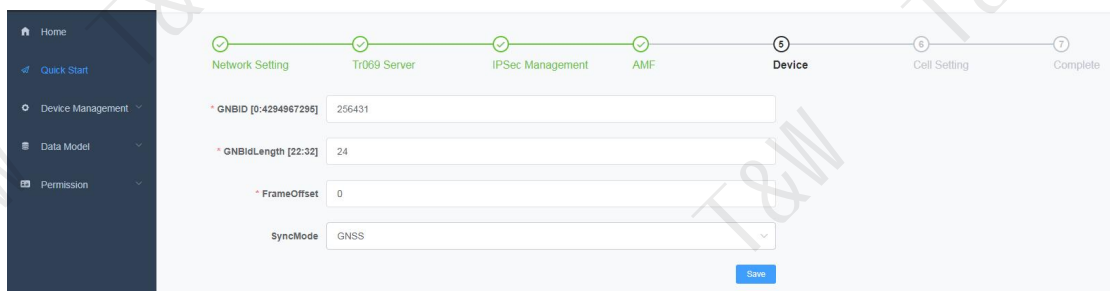 Home
Quick Start
Device Management
Data Model
Permission
5 6 7
Network Setting Tr069 Server IPSec Management AMF Device Cell Setting Complete
* GNBID [0:4294967295] 256431
* GNBIdLength [22:32] 24
* FrameOffset 0
SyncMode GNSS
Save
T&W
T&W